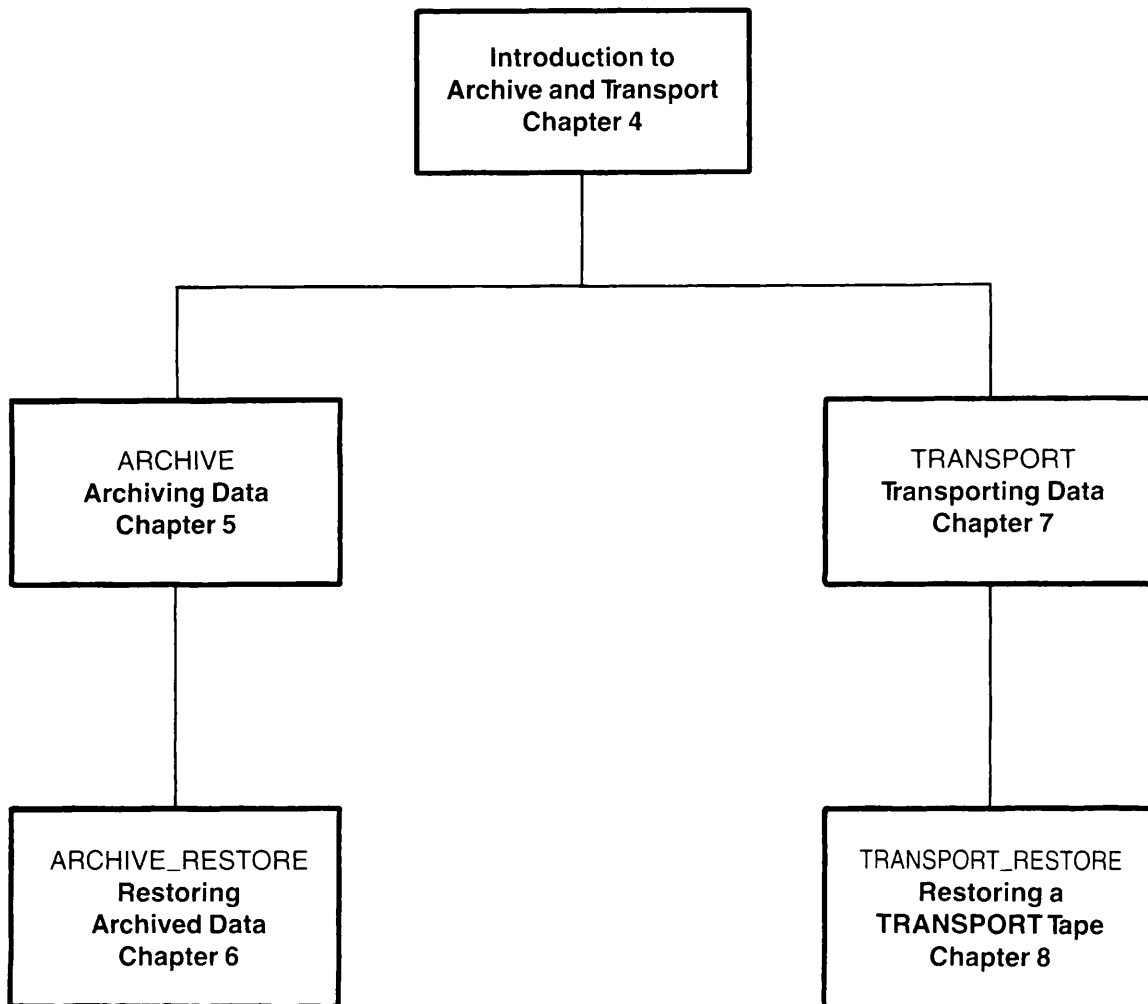 Introduction to
Archive and Transport
Chapter 4
ARCHIVE
Archiving Data
Chapter 5
TRANSPORT
Transporting Data
Chapter 7
ARCHIVE_RESTORE
Restoring
Archived Data
Chapter 6
TRANSPORT_RESTORE
Restoring a
TRANSPORT Tape
Chapter 8